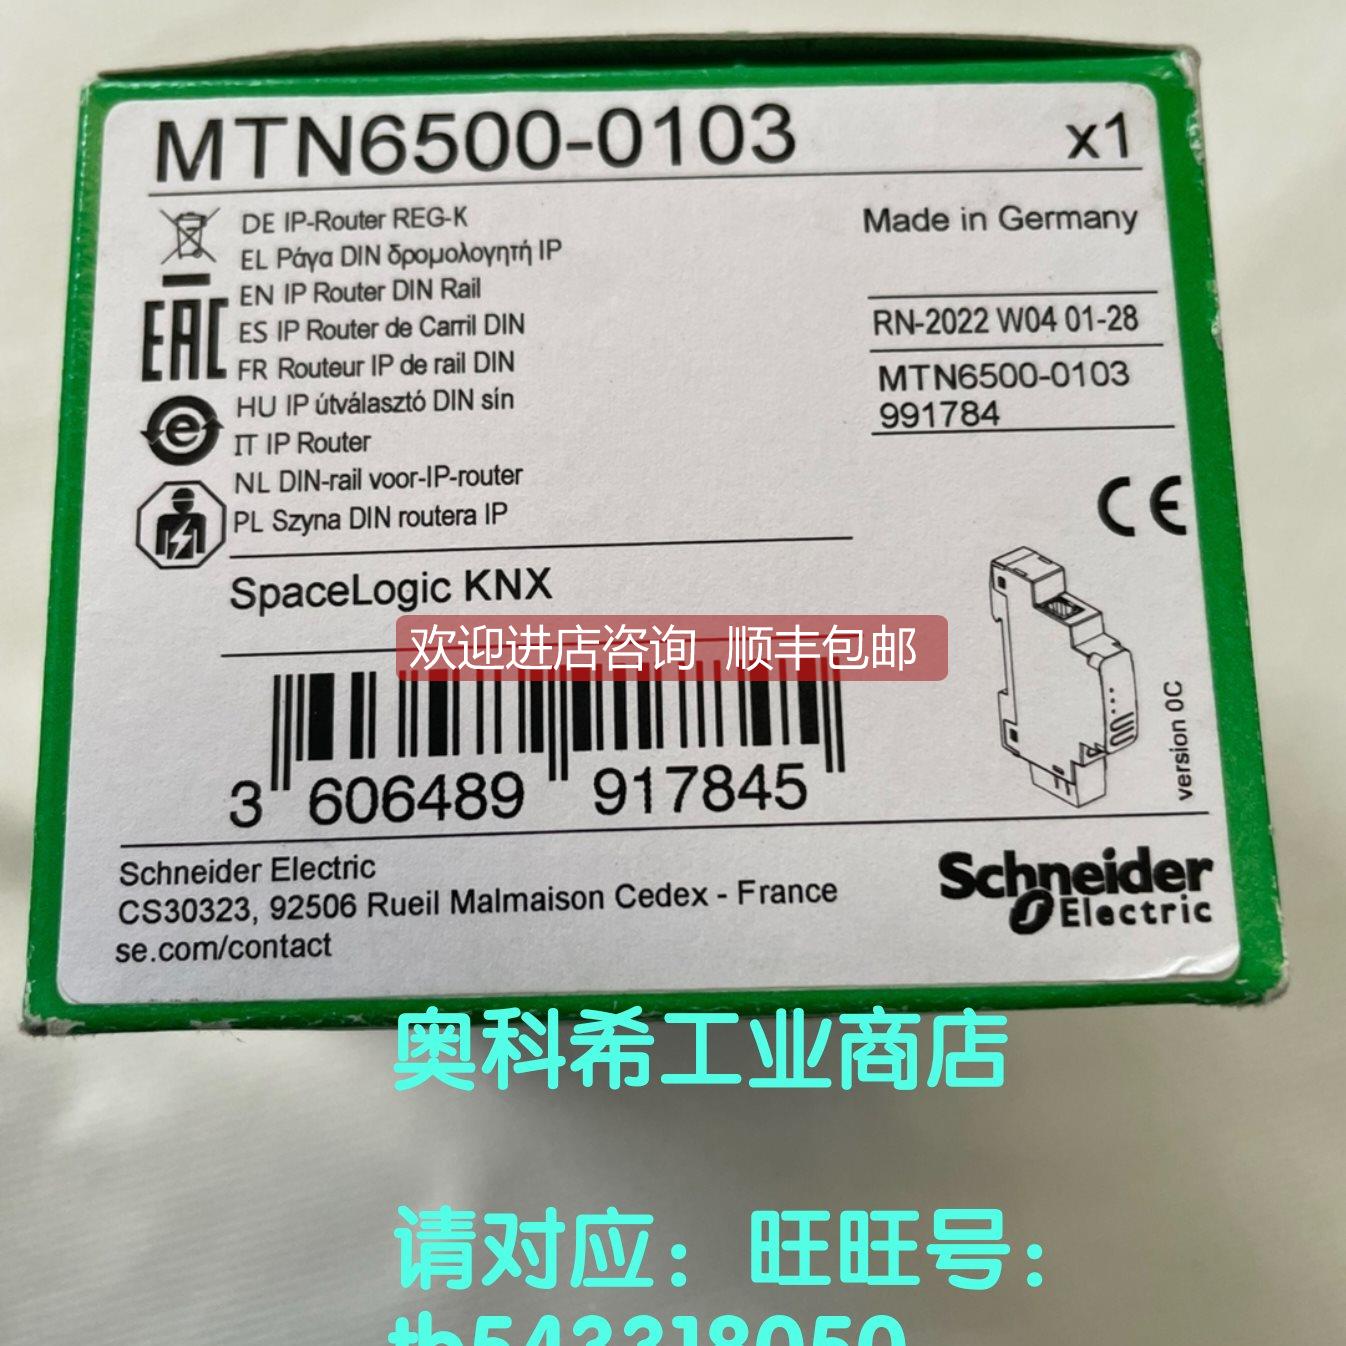 MTN6500-0103
x1
DE IP-Router REG-K
EL Ράγα DIN δρομολογητή IP
EN IP Router DIN Rail
ES IP Router de Carril DIN
FR Routeur IP de rail DIN
HU IP útválasztó DIN sín
IT IP Router
NL DIN-rail voor-IP-router
PL Szyna DIN routera IP
Made in Germany
RN-2022 W04 01-28
MTN6500-0103
991784
EAC
CE
SpaceLogic KNX
欢迎进店咨询 顺丰包邮
3 606489 917845
version 0C
Schneider Electric
CS30323, 92506 Rueil Malmaison Cedex - France
se.com/contact
Schneider
Electric
奥科希工业商店
请对应：旺旺号：
tb543318050